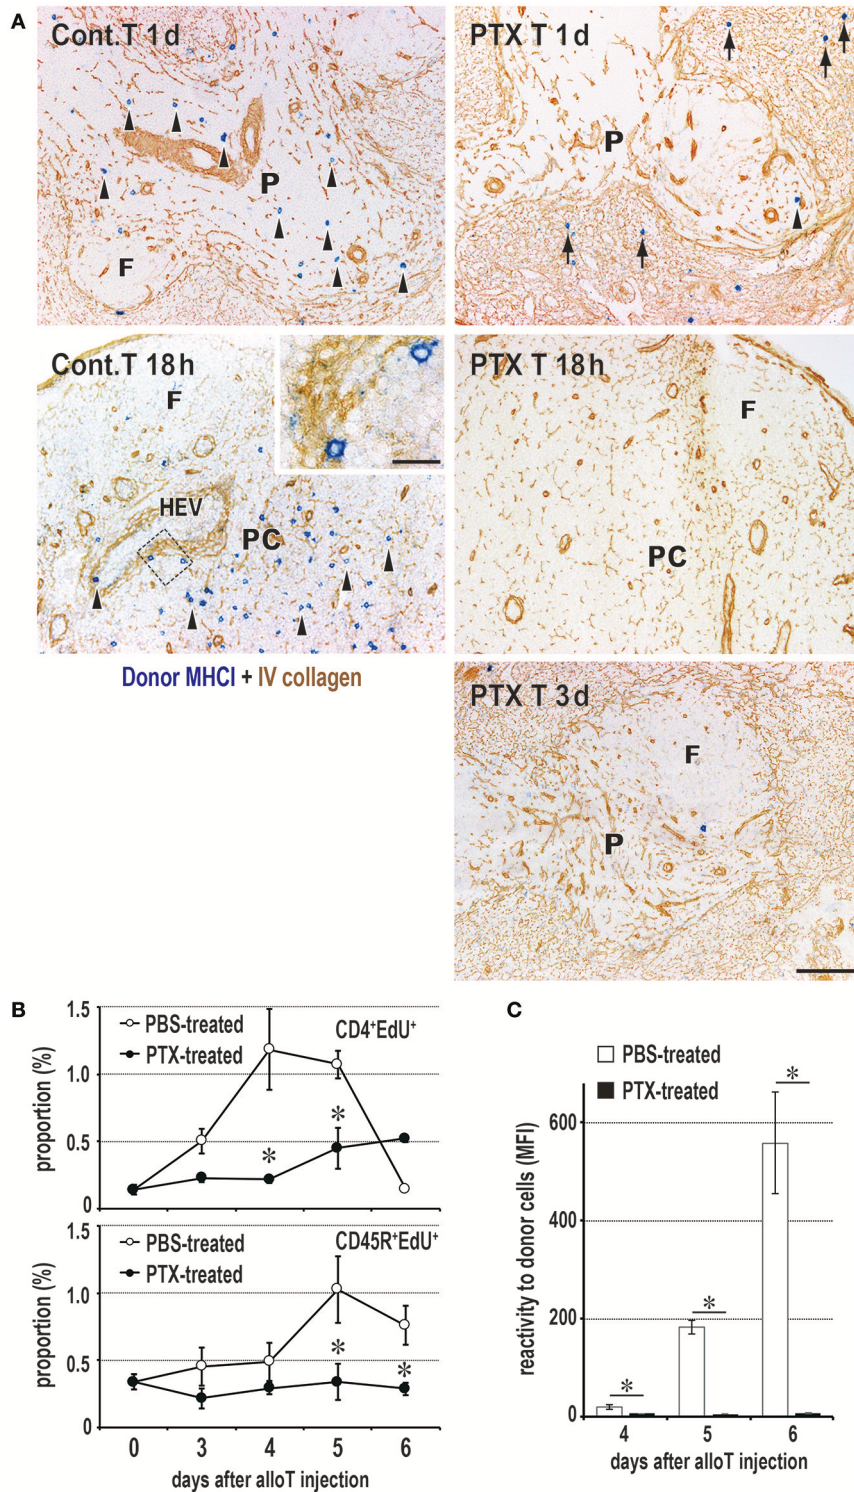 A
Cont.T 1d
P
F
PTX T 1d
P
Cont.T 18h
F
HEV
PC
PTX T 18h
F
PC
Donor MHCI + IV collagen
PTX T 3d
F
P
B
1.5
1.0
0.5
0
proportion (%)
PBS-treated
PTX-treated
CD4⁺EdU⁺
*
*
1.5
1.0
0.5
0
proportion (%)
PBS-treated
PTX-treated
CD45R⁺EdU⁺
*
*
0 3 4 5 6
days after alloT injection
C
PBS-treated
PTX-treated
600
400
200
0
reactivity to donor cells (MFI)
*
*
*
4 5 6
days after alloT injection